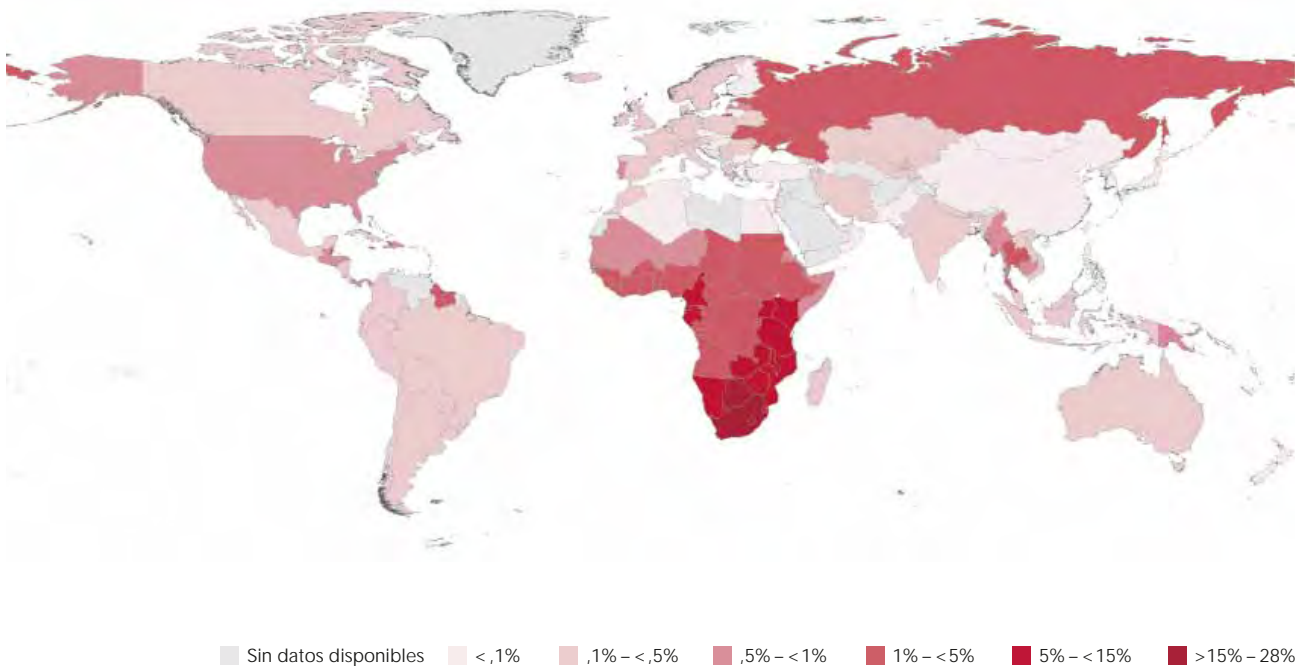 Sin datos disponibles < ,1% ,1% – < ,5% ,5% – < 1% 1% – < 5% 5% – < 15% >15% – 28%